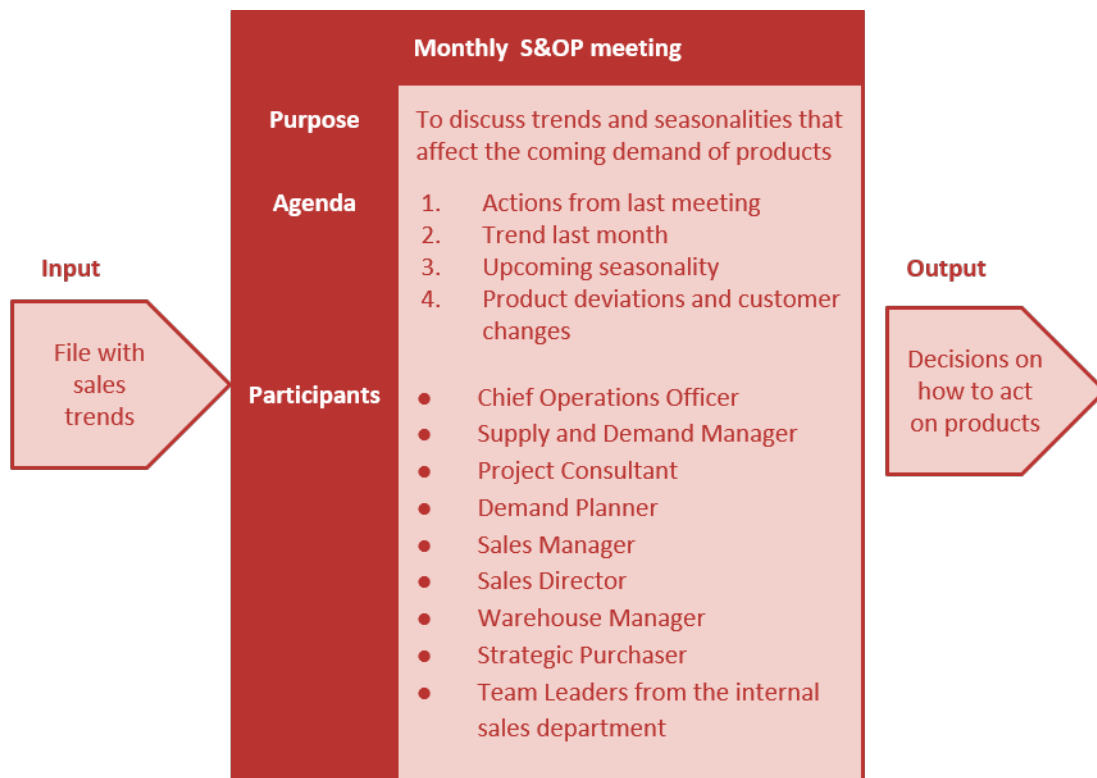 Monthly S&OP meeting
Purpose
To discuss trends and seasonalities that
affect the coming demand of products
Agenda
1. Actions from last meeting
2. Trend last month
3. Upcoming seasonality
4. Product deviations and customer
changes
Input
File with
sales
trends
Participants
● Chief Operations Officer
● Supply and Demand Manager
● Project Consultant
● Demand Planner
● Sales Manager
● Sales Director
● Warehouse Manager
● Strategic Purchaser
● Team Leaders from the internal
sales department
Output
Decisions on
how to act
on products